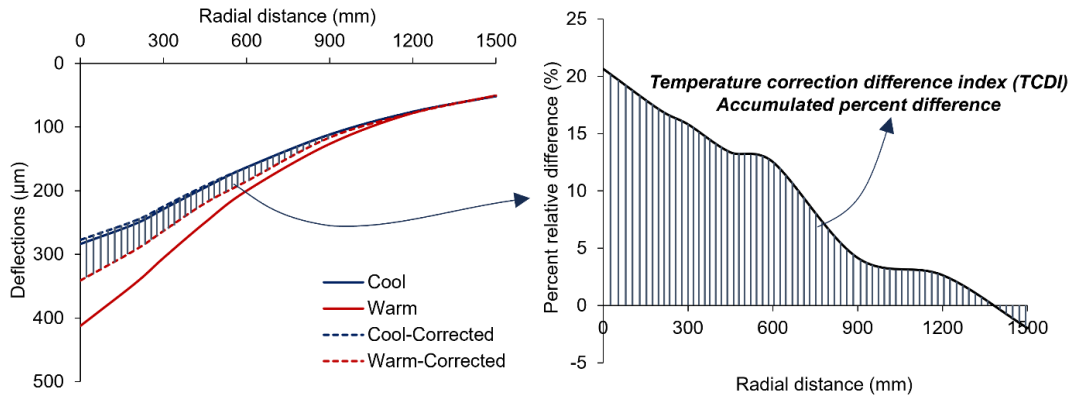 Radial distance (mm)
0 300 600 900 1200 1500
Deflections (µm)
0
100
200
300
400
500
Cool
Warm
Cool-Corrected
Warm-Corrected
Percent relative difference (%)
25
20
15
10
5
0
-5
Temperature correction difference index (TCDI)
Accumulated percent difference
0 300 600 900 1200 1500
Radial distance (mm)